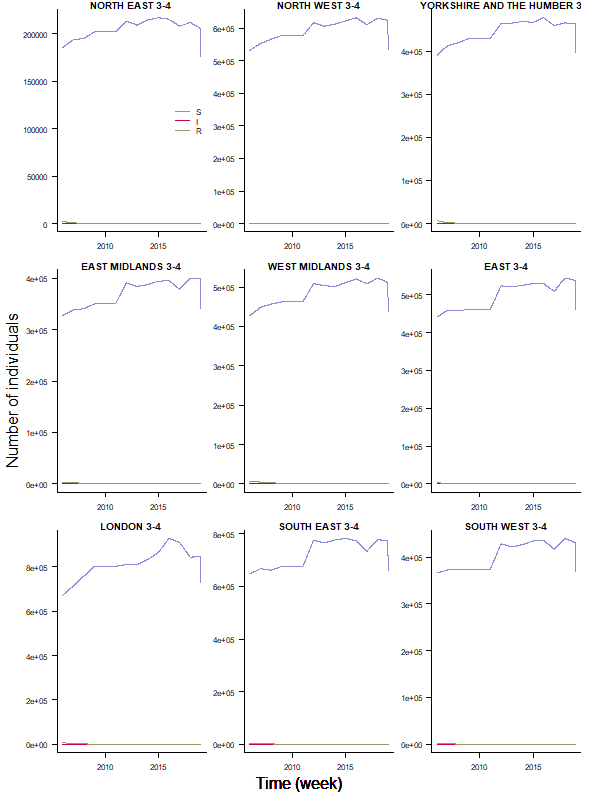 NORTH EAST 3-4
NORTH WEST 3-4
YORKSHIRE AND THE HUMBER 3
200000
150000
100000
50000
0
2010
2015
S
I
R
6e+05
5e+05
4e+05
3e+05
2e+05
1e+05
0e+00
2010
2015
4e+05
3e+05
2e+05
1e+05
0e+00
2010
2015
EAST MIDLANDS 3-4
WEST MIDLANDS 3-4
EAST 3-4
4e+05
3e+05
2e+05
1e+05
0e+00
2010
2015
5e+05
4e+05
3e+05
2e+05
1e+05
0e+00
2010
2015
5e+05
4e+05
3e+05
2e+05
1e+05
0e+00
2010
2015
Number of individuals
LONDON 3-4
SOUTH EAST 3-4
SOUTH WEST 3-4
8e+05
6e+05
4e+05
2e+05
0e+00
2010
2015
8e+05
6e+05
4e+05
2e+05
0e+00
2010
2015
4e+05
3e+05
2e+05
1e+05
0e+00
2010
2015
Time (week)